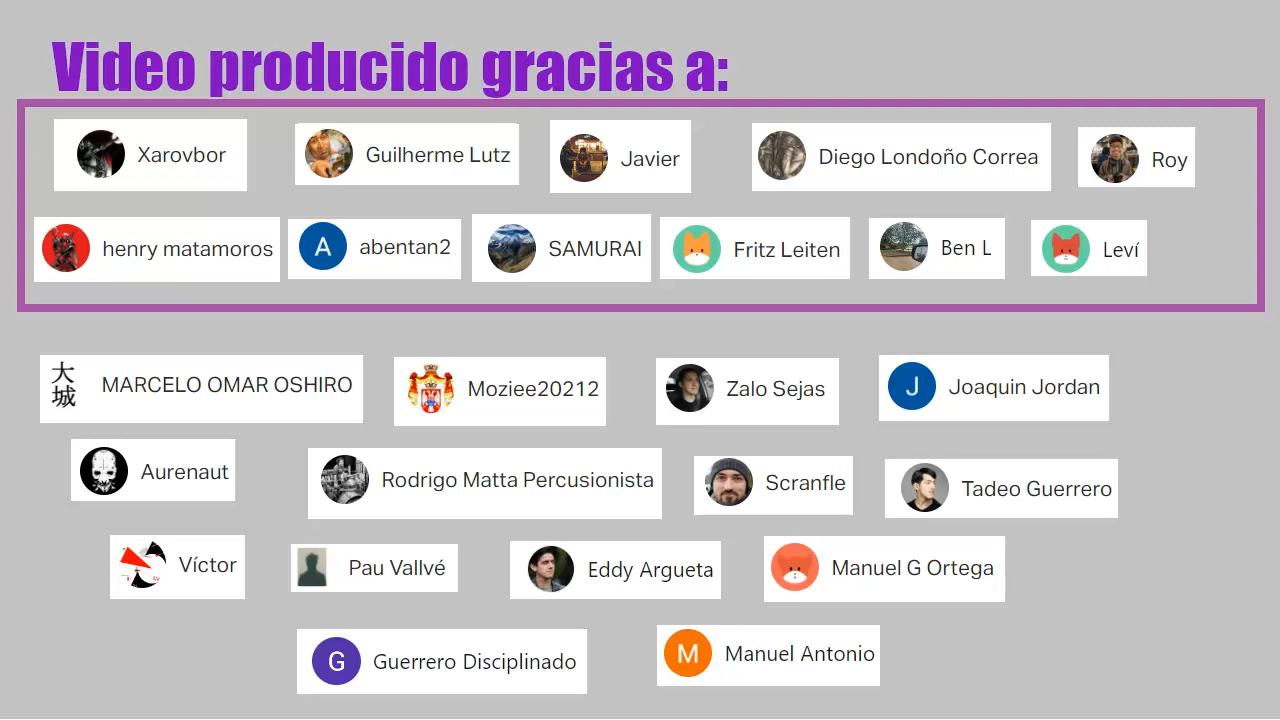 Video producido gracias a:
Xarovbor Guilherme Lutz Javier Diego Londoño Correa Roy
henry matamoros A abentan2 SAMURAI Fritz Leiten Ben L Leví
大城 MARCELO OMAR OSHIRO Moziee20212 Zalo Sejas J Joaquin Jordan
Aurenaut Rodrigo Matta Percusionista Scranfle Tadeo Guerrero
Víctor Pau Vallvé Eddy Argueta Manuel G Ortega
G Guerrero Disciplinado M Manuel Antonio